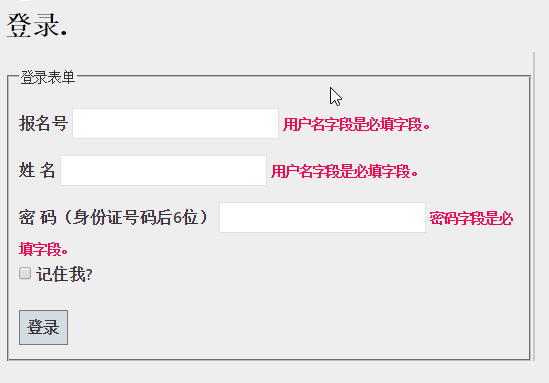 登录.
登录表单
报名号 用户名字段是必填字段。
姓 名 用户名字段是必填字段。
密 码（身份证号码后6位） 密码字段是必
填字段。
记住我?
登录